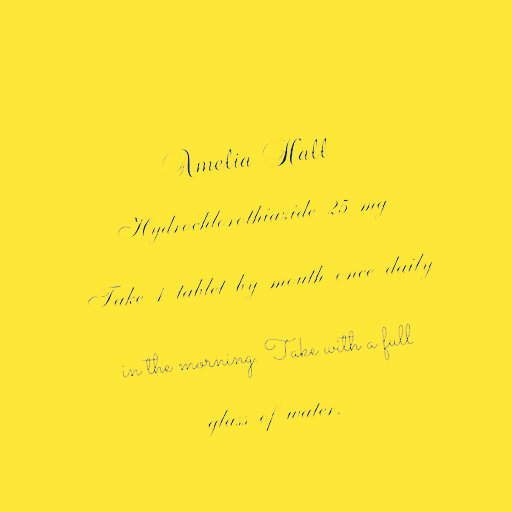 Amelia Hall
Hydrochlorothiazide 25 mg
Take 1 tablet by mouth once daily
in the morning. Take with a full
glass of water.